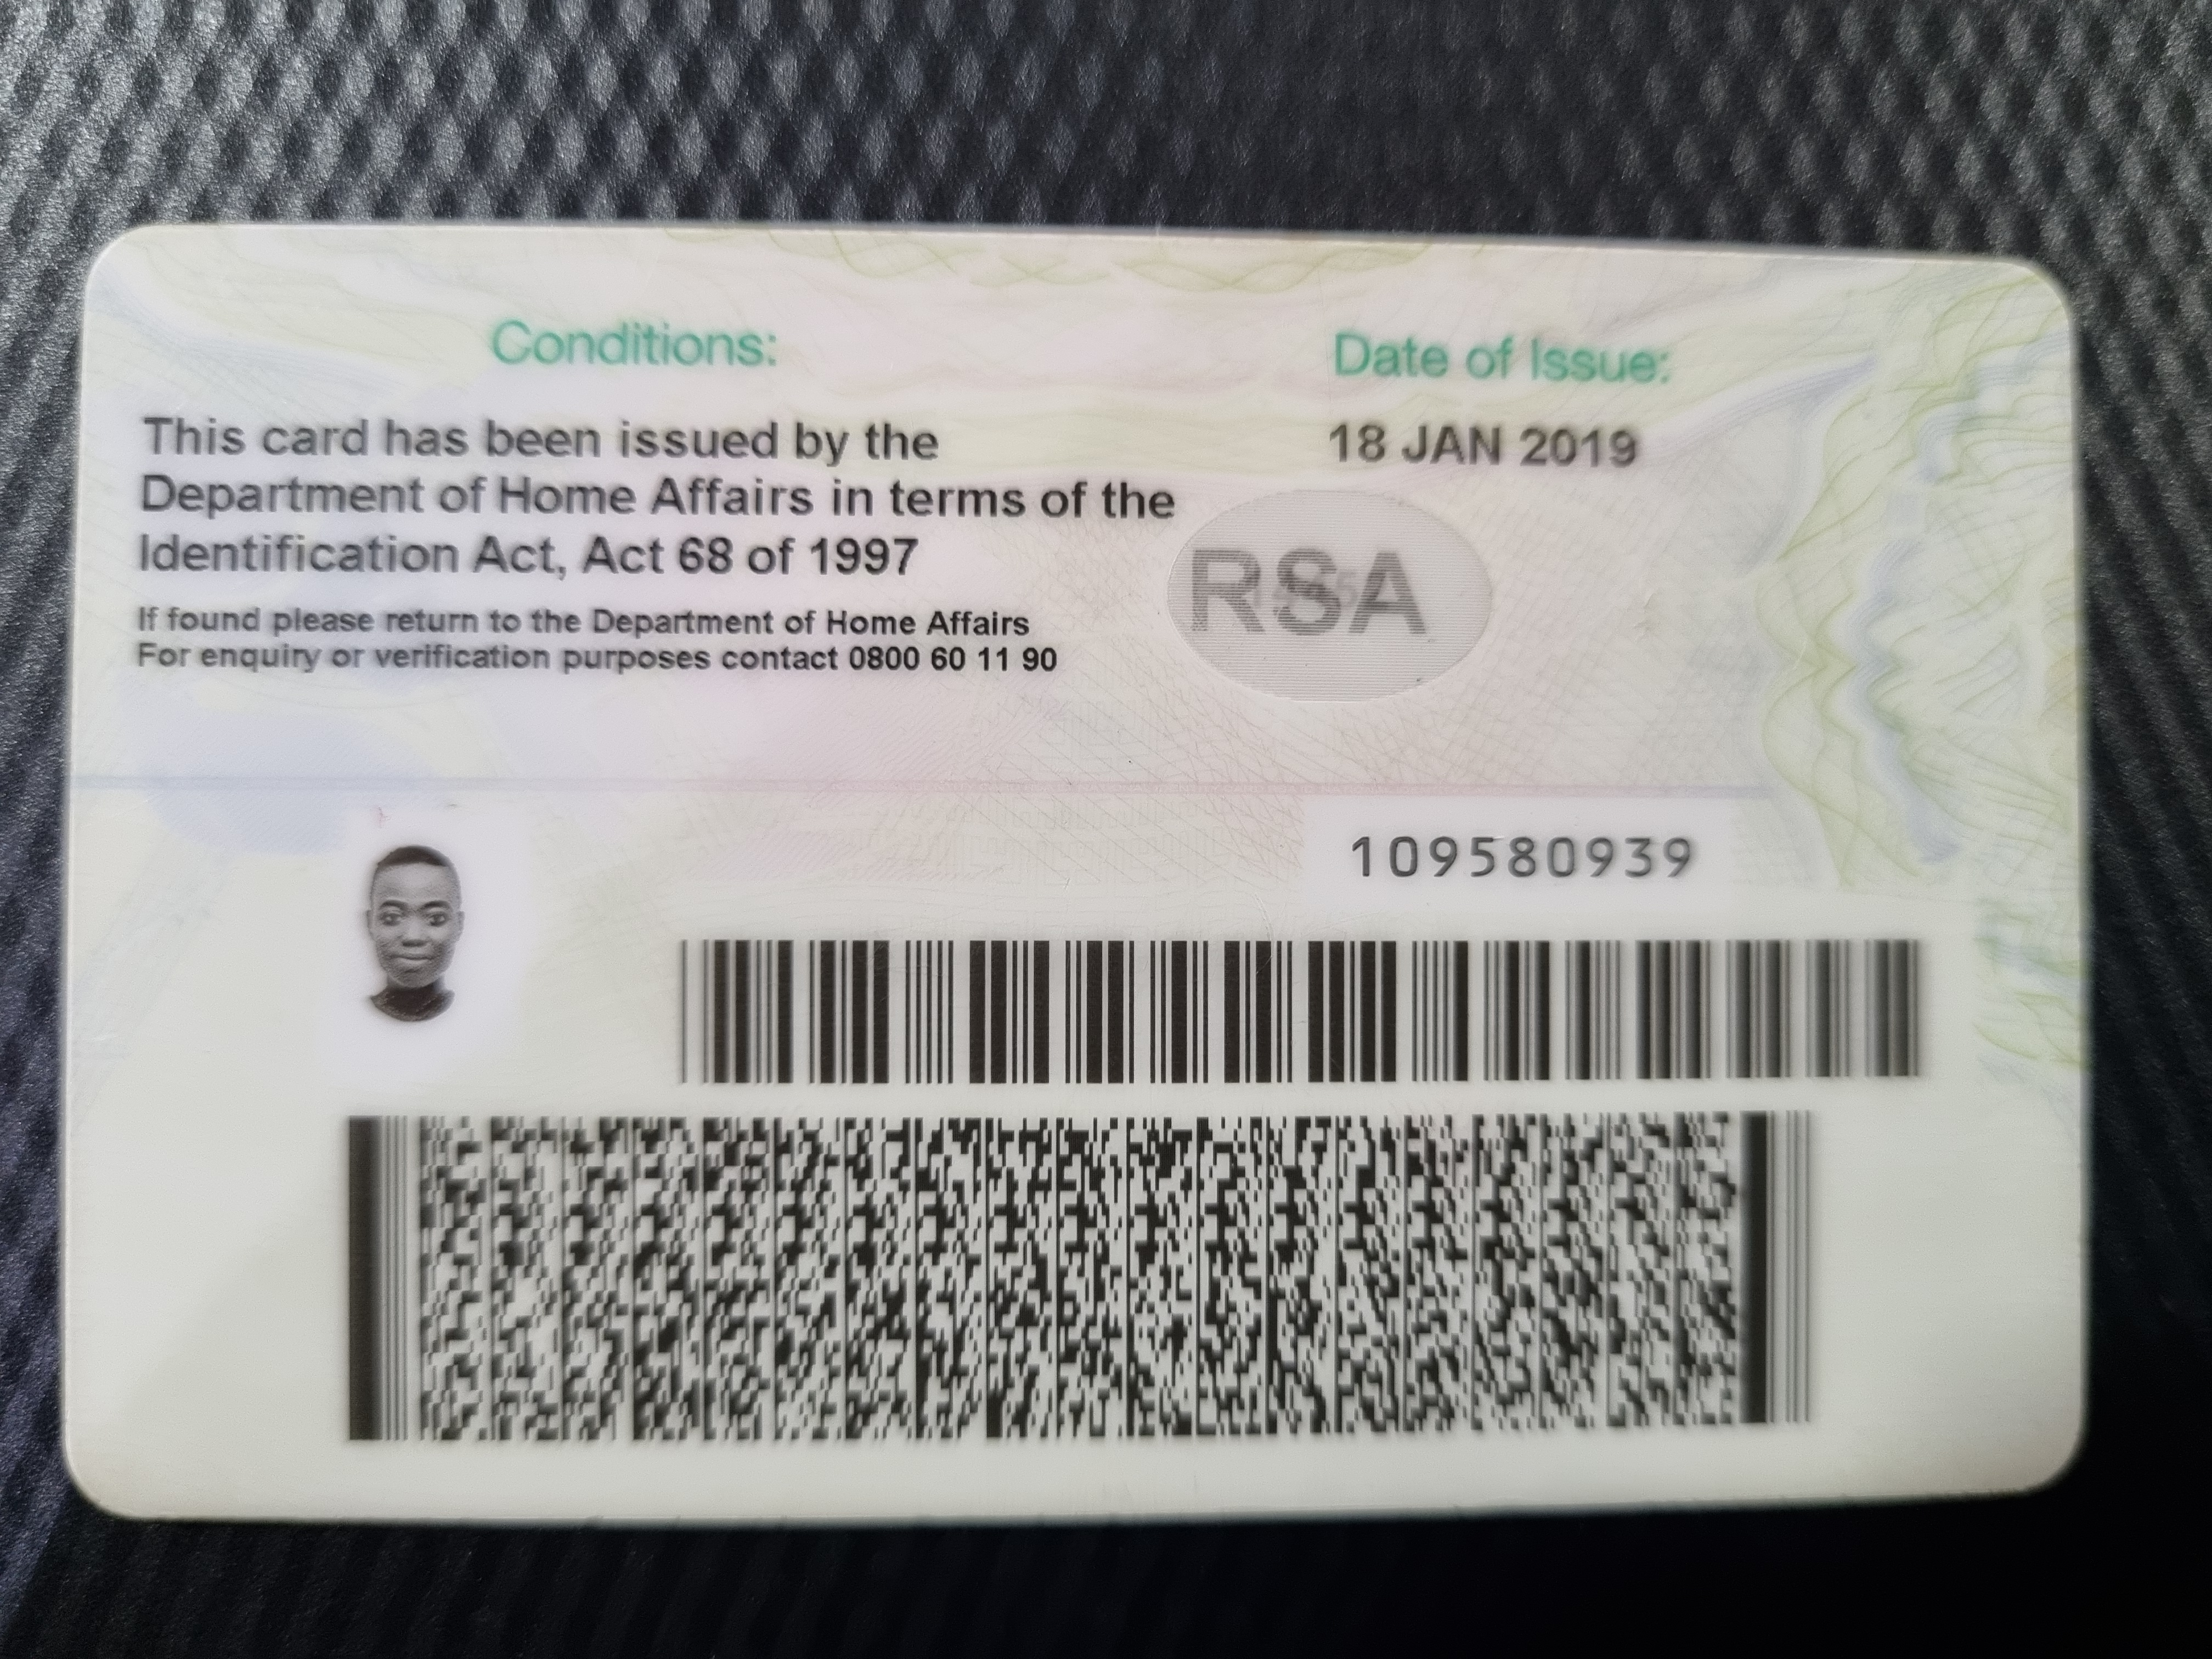 Conditions:
This card has been issued by the
Department of Home Affairs in terms of the
Identification Act, Act 68 of 1997
If found please return to the Department of Home Affairs
For enquiry or verification purposes contact 0800 60 11 90
Date of Issue:
18 JAN 2019
RSA
109580939